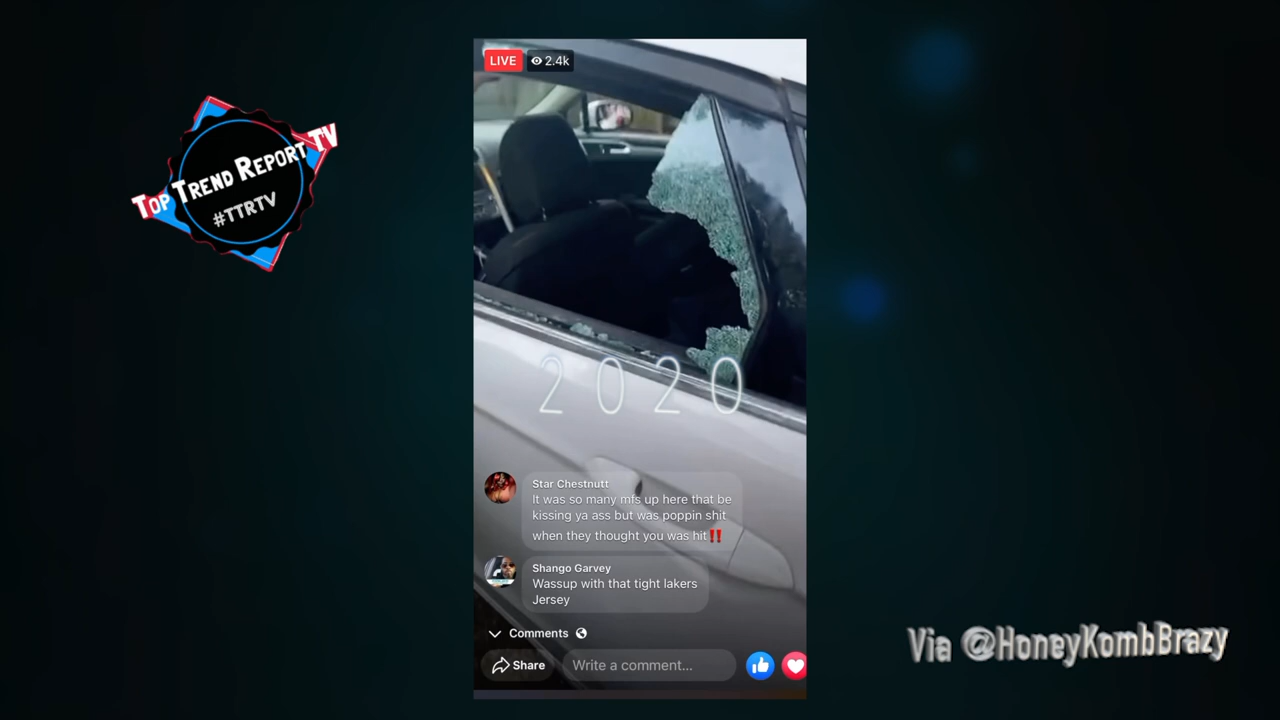 LIVE 2.4k
TOP TREND REPORT TV
#TTRTV
2020
Star Chestnutt
It was so many mfs up here that be
kissing ya ass but was poppin shit
when they thought you was hit‼️
Shango Garvey
Wassup with that tight lakers
Jersey
Comments
Share
Write a comment...
Via @HoneyKombBrazy